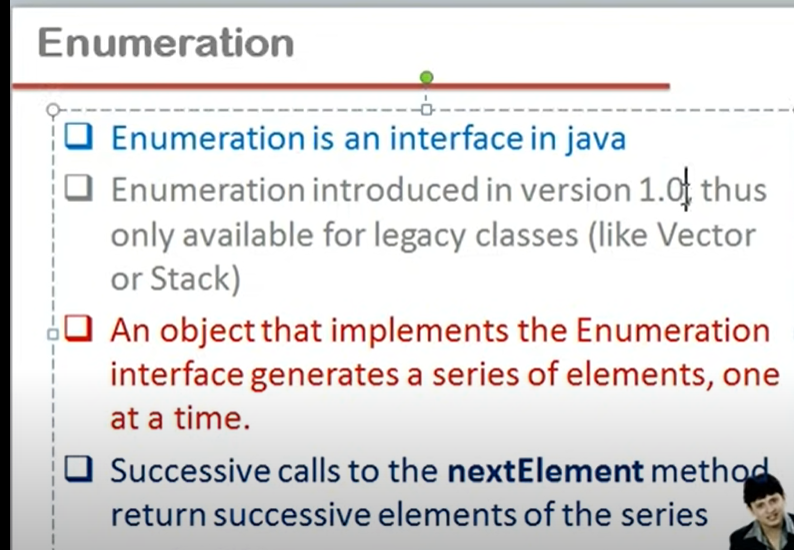 Enumeration
Enumeration is an interface in java
Enumeration introduced in version 1.0, thus
only available for legacy classes (like Vector
or Stack)
An object that implements the Enumeration
interface generates a series of elements, one
at a time.
Successive calls to the nextElement method
return successive elements of the series